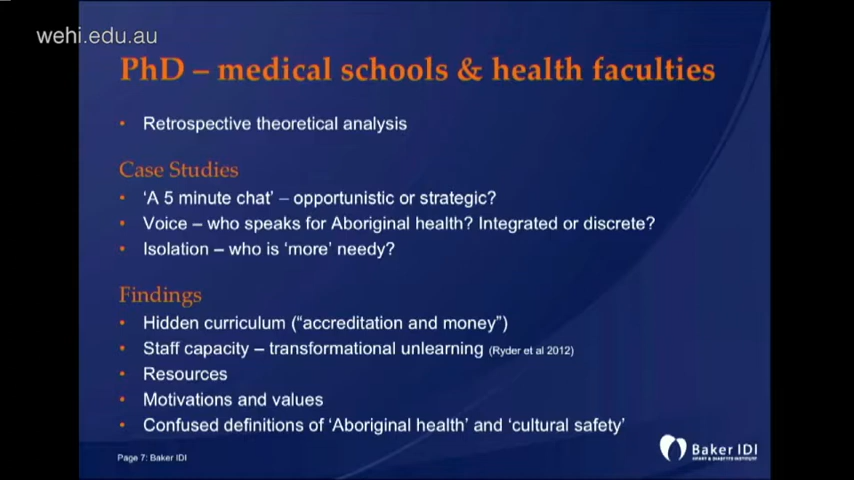 wehi.edu.au
PhD – medical schools & health faculties
• Retrospective theoretical analysis
Case Studies
• ‘A 5 minute chat’ – opportunistic or strategic?
• Voice – who speaks for Aboriginal health? Integrated or discrete?
• Isolation – who is ‘more’ needy?
Findings
• Hidden curriculum (“accreditation and money”)
• Staff capacity – transformational unlearning (Ryder et al 2012)
• Resources
• Motivations and values
• Confused definitions of ‘Aboriginal health’ and ‘cultural safety’
Page 7: Baker IDI
Baker IDI
HEART & DIABETES INSTITUTE